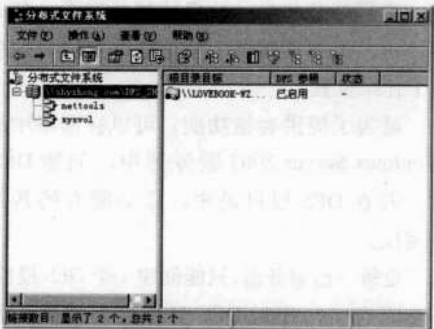 分布式文件系统
文件(F) 操作(A) 查看(V) 帮助(H)
分布式文件系统
nettools
sysvol
根目录目标 DFS 参照 状态
\\LOVEBOOK-WZ... 已启用
链接数目: 显示了 2 个，总共 2 个